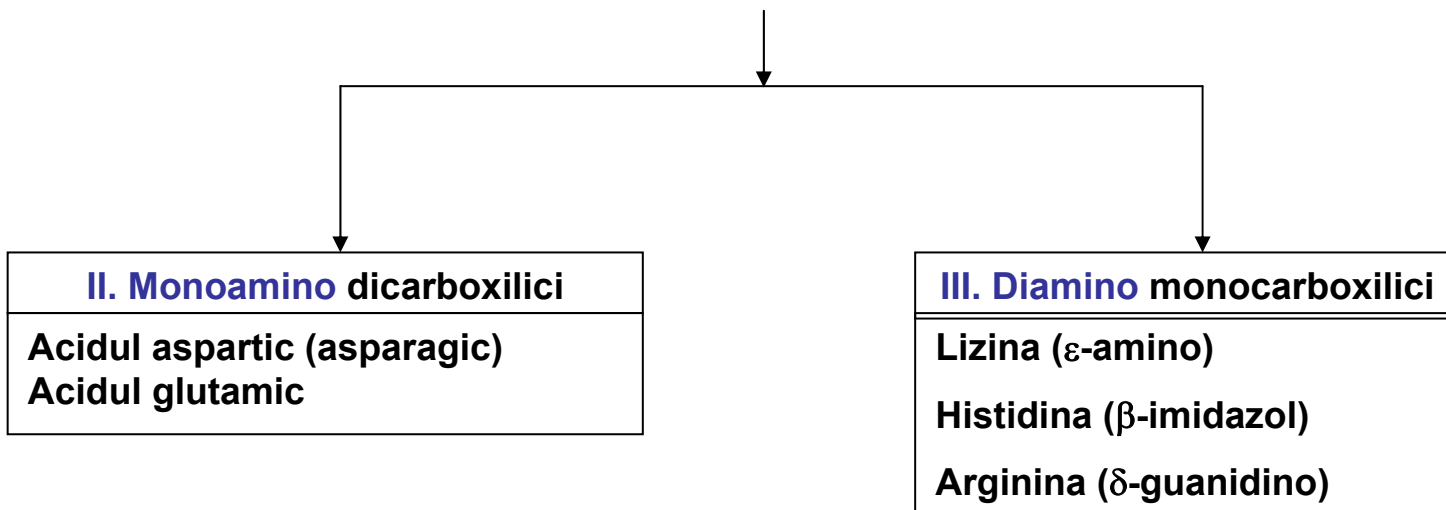 II. Monoamino dicarboxilici
Acidul aspartic (asparagic)
Acidul glutamic
III. Diamino monocarboxilici
Lizina (ε-amino)
Histidina (β-imidazol)
Arginina (δ-guanidino)